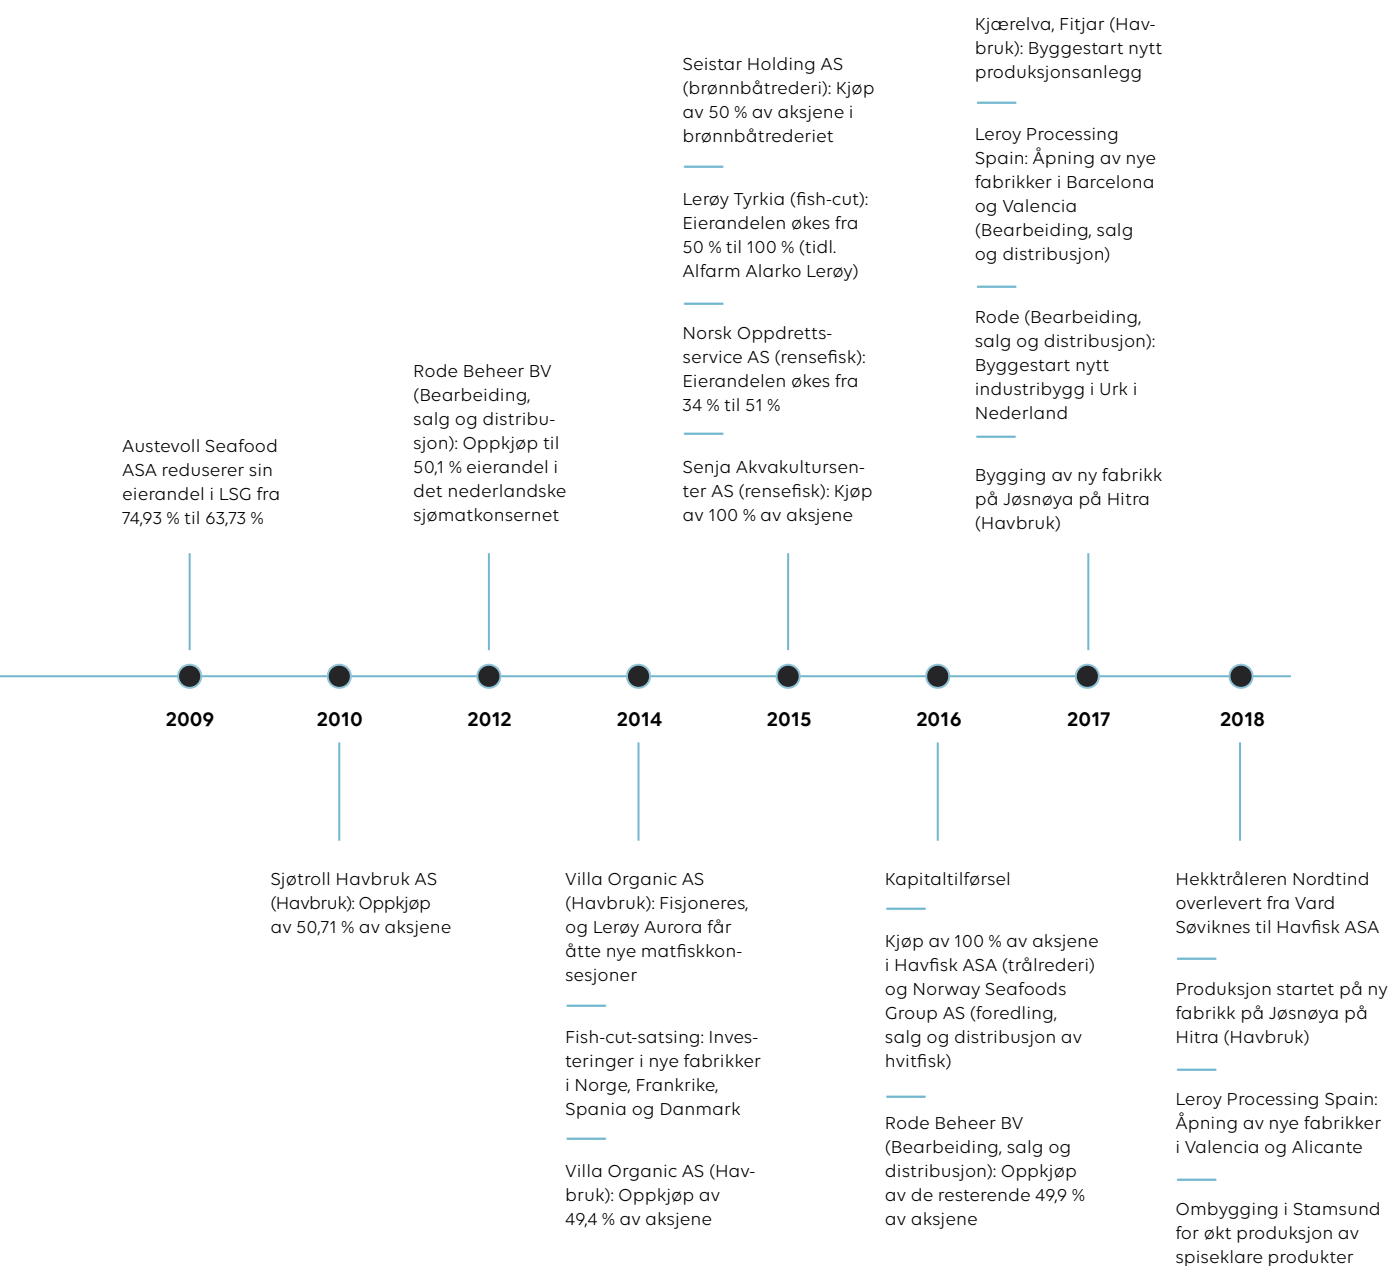 Austevoll Seafood
ASA reduserer sin
eierandel i LSG fra
74,93 % til 63,73 %
Rode Beheer BV
(Bearbeiding,
salg og distribu-
sjon): Oppkjøp til
50,1 % eierandel i
det nederlandske
sjømatkonsernet
Seistar Holding AS
(brønnbåtrederi): Kjøp
av 50 % av aksjene i
brønnbåtrederiet
Lerøy Tyrkia (fish-cut):
Eierandelen økes fra
50 % til 100 % (tidl.
Alfarm Alarko Lerøy)
Norsk Oppdretts-
service AS (rensefisk):
Eierandelen økes fra
34 % til 51 %
Senja Akvakultursen-
ter AS (rensefisk): Kjøp
av 100 % av aksjene
Kjærelva, Fitjar (Hav-
bruk): Byggestart nytt
produksjonsanlegg
Leroy Processing
Spain: Åpning av nye
fabrikker i Barcelona
og Valencia
(Bearbeiding, salg
og distribusjon)
Rode (Bearbeiding,
salg og distribusjon):
Byggestart nytt
industribygg i Urk i
Nederland
Bygging av ny fabrikk
på Jøsnøya på Hitra
(Havbruk)
2009
2010
2012
2014
2015
2016
2017
2018
Sjøtroll Havbruk AS
(Havbruk): Oppkjøp
av 50,71 % av aksjene
Villa Organic AS
(Havbruk): Fisjoneres,
og Lerøy Aurora får
åtte nye matfiskkon-
sesjoner
Fish-cut-satsing: Inves-
teringer i nye fabrikker
i Norge, Frankrike,
Spania og Danmark
Villa Organic AS (Hav-
bruk): Oppkjøp av
49,4 % av aksjene
Kapitaltilførsel
Kjøp av 100 % av aksjene
i Havfisk ASA (trålrederi)
og Norway Seafoods
Group AS (foredling,
salg og distribusjon av
hvitfisk)
Rode Beheer BV
(Bearbeiding, salg og
distribusjon): Oppkjøp
av de resterende 49,9 %
av aksjene
Hekktråleren Nordtind
overlevert fra Vard
Søviknes til Havfisk ASA
Produksjon startet på ny
fabrikk på Jøsnøya på
Hitra (Havbruk)
Leroy Processing Spain:
Åpning av nye fabrikker
i Valencia og Alicante
Ombygging i Stamsund
for økt produksjon av
spiseklare produkter